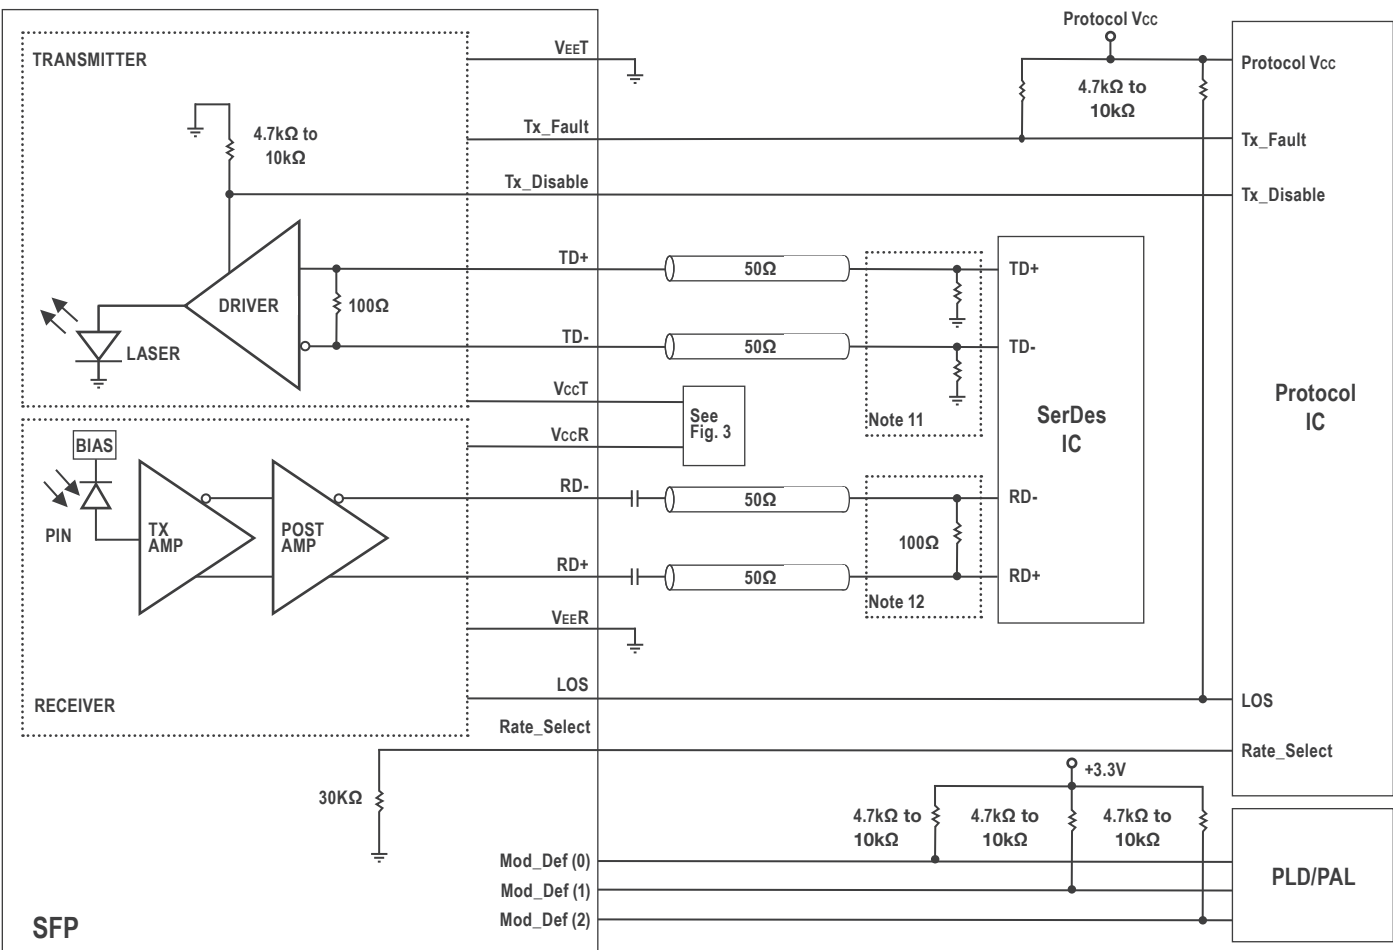 Protocol Vcc
TRANSMITTER
VEET
Protocol Vcc
4.7kΩ to
10kΩ
4.7kΩ to
10kΩ
Tx_Fault
Tx_Fault
Tx_Disable
Tx_Disable
TD+
50Ω
TD+
DRIVER
100Ω
LASER
TD-
50Ω
TD-
VccT
See
Fig. 3
Note 11
SerDes
IC
Protocol
IC
VccR
BIAS
RD-
50Ω
RD-
PIN
TX
AMP
POST
AMP
100Ω
RD+
50Ω
RD+
Note 12
VEER
LOS
LOS
RECEIVER
Rate_Select
Rate_Select
+3.3V
30KΩ
4.7kΩ to
10kΩ
4.7kΩ to
10kΩ
4.7kΩ to
10kΩ
Mod_Def (0)
Mod_Def (1)
Mod_Def (2)
PLD/PAL
SFP